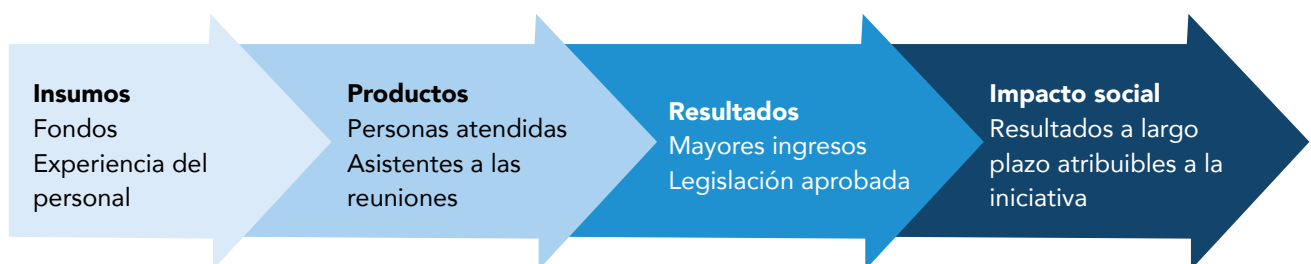 Insumos
Fondos
Experiencia del
personal
Productos
Personas atendidas
Asistentes a las
reuniones
Resultados
Mayores ingresos
Legislación aprobada
Impacto social
Resultados a largo
plazo atribuibles a la
iniciativa